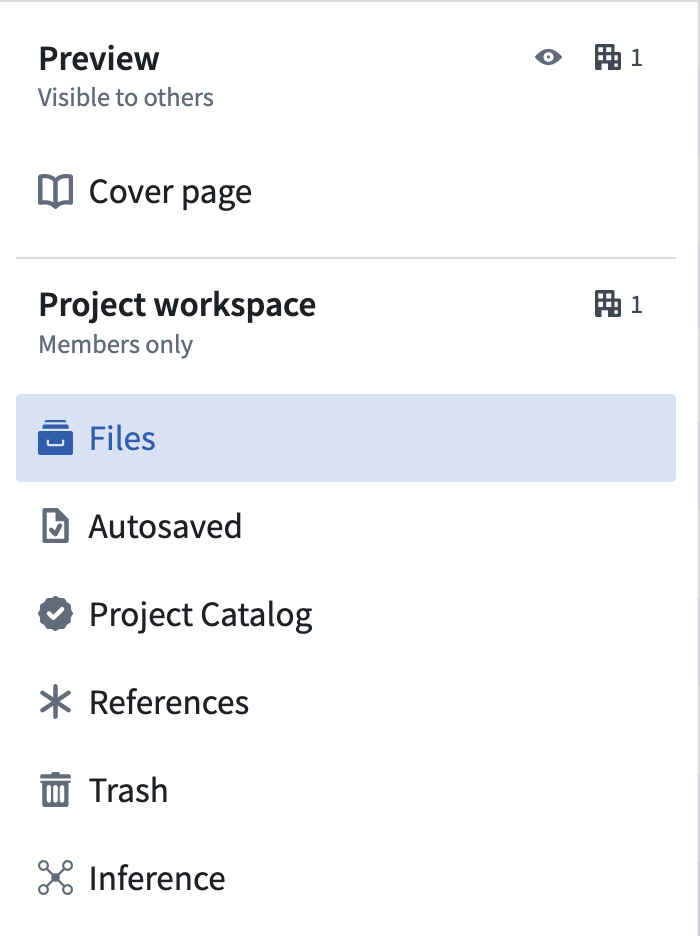 Preview 1
Visible to others
Cover page
Project workspace 1
Members only
Files
Autosaved
Project Catalog
References
Trash
Inference